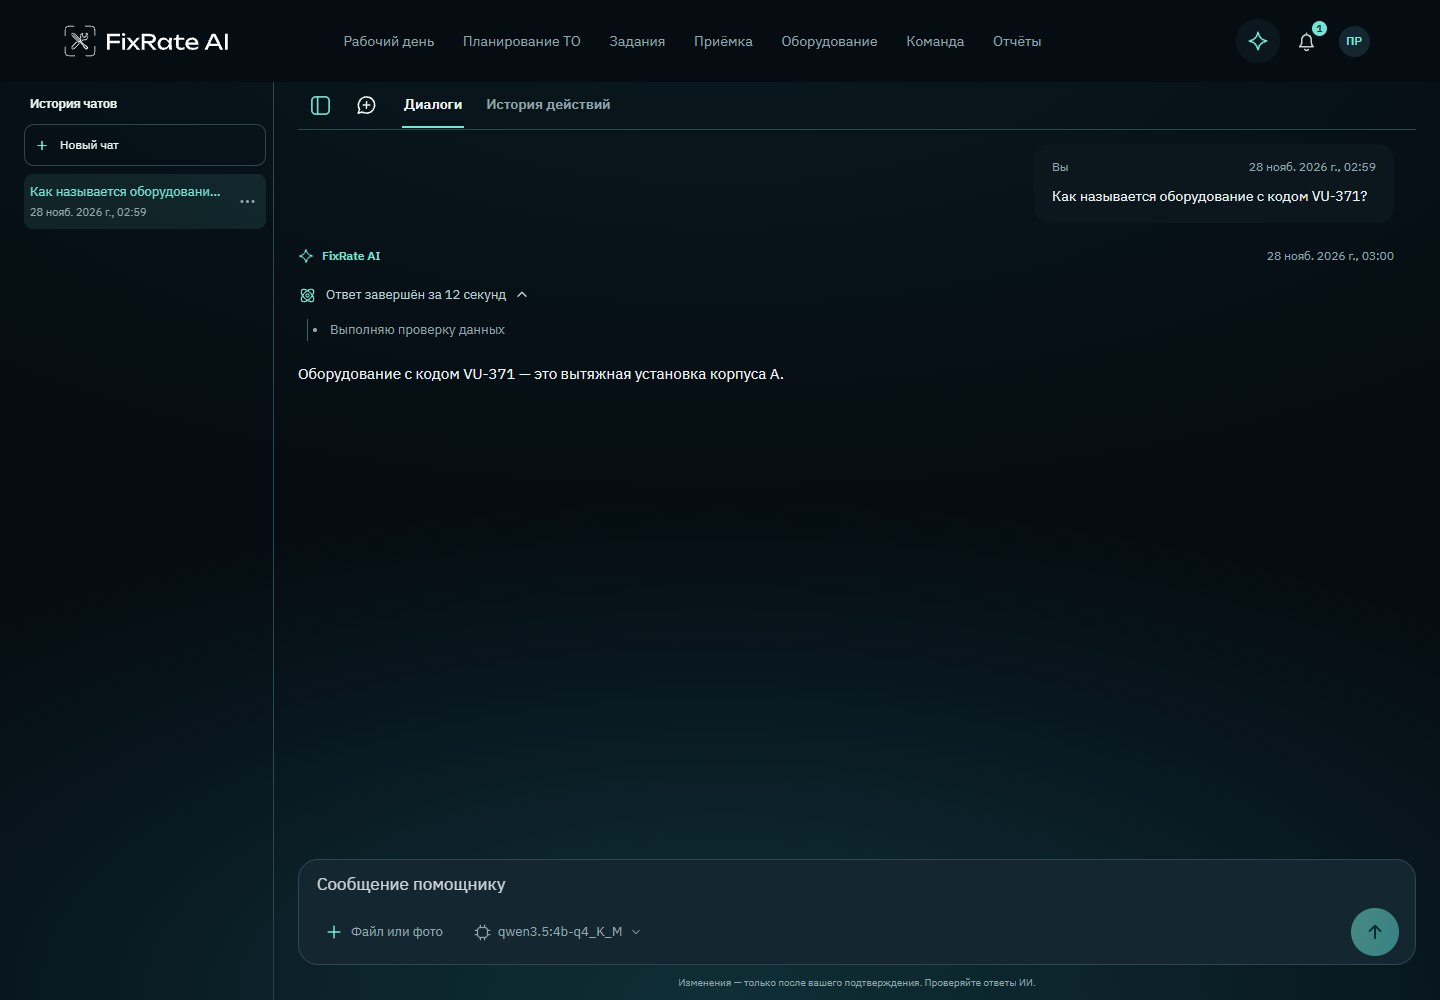 FixRate AI
Рабочий день
Планирование ТО
Задания
Приёмка
Оборудование
Команда
Отчёты
1
ПР
История чатов
Новый чат
Как называется оборудовани...
28 нояб. 2026 г., 02:59
Диалоги
История действий
Вы
28 нояб. 2026 г., 02:59
Как называется оборудование с кодом VU-371?
FixRate AI
28 нояб. 2026 г., 03:00
Ответ завершён за 12 секунд
Выполняю проверку данных
Оборудование с кодом VU-371 — это вытяжная установка корпуса А.
Сообщение помощнику
Файл или фото
qwen3.5:4b-q4_K_M
Изменения — только после вашего подтверждения. Проверяйте ответы ИИ.